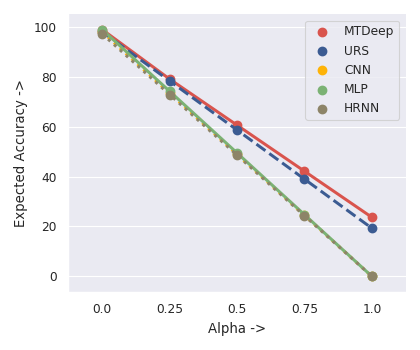 100
80
60
40
20
0
Expected Accuracy ->
MTDeep
URS
CNN
MLP
HRNN
0.0 0.25 0.5 0.75 1.0
Alpha ->